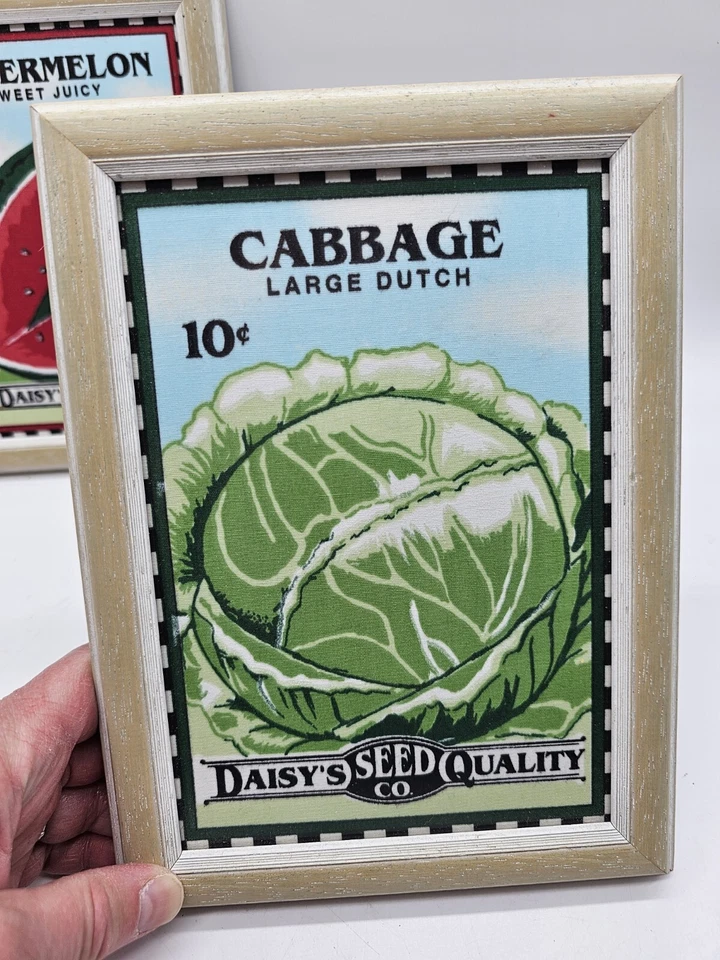 ERMELON
WEET JUICY
DAISY'
CABBAGE
LARGE DUTCH
10¢
DAISY'S SEED CO. QUALITY